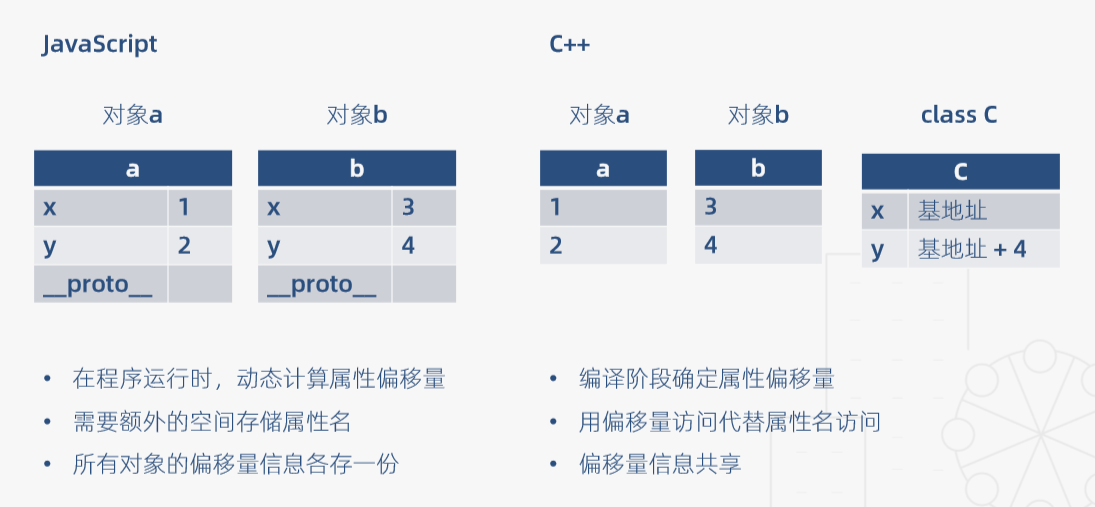 JavaScript
对象a
对象b
a
x 1
y 2
__proto__
b
x 3
y 4
__proto__
• 在程序运行时，动态计算属性偏移量
• 需要额外的空间存储属性名
• 所有对象的偏移量信息各存一份
C++
对象a
对象b
class C
a
1
2
b
3
4
C
x 基地址
y 基地址 + 4
• 编译阶段确定属性偏移量
• 用偏移量访问代替属性名访问
• 偏移量信息共享